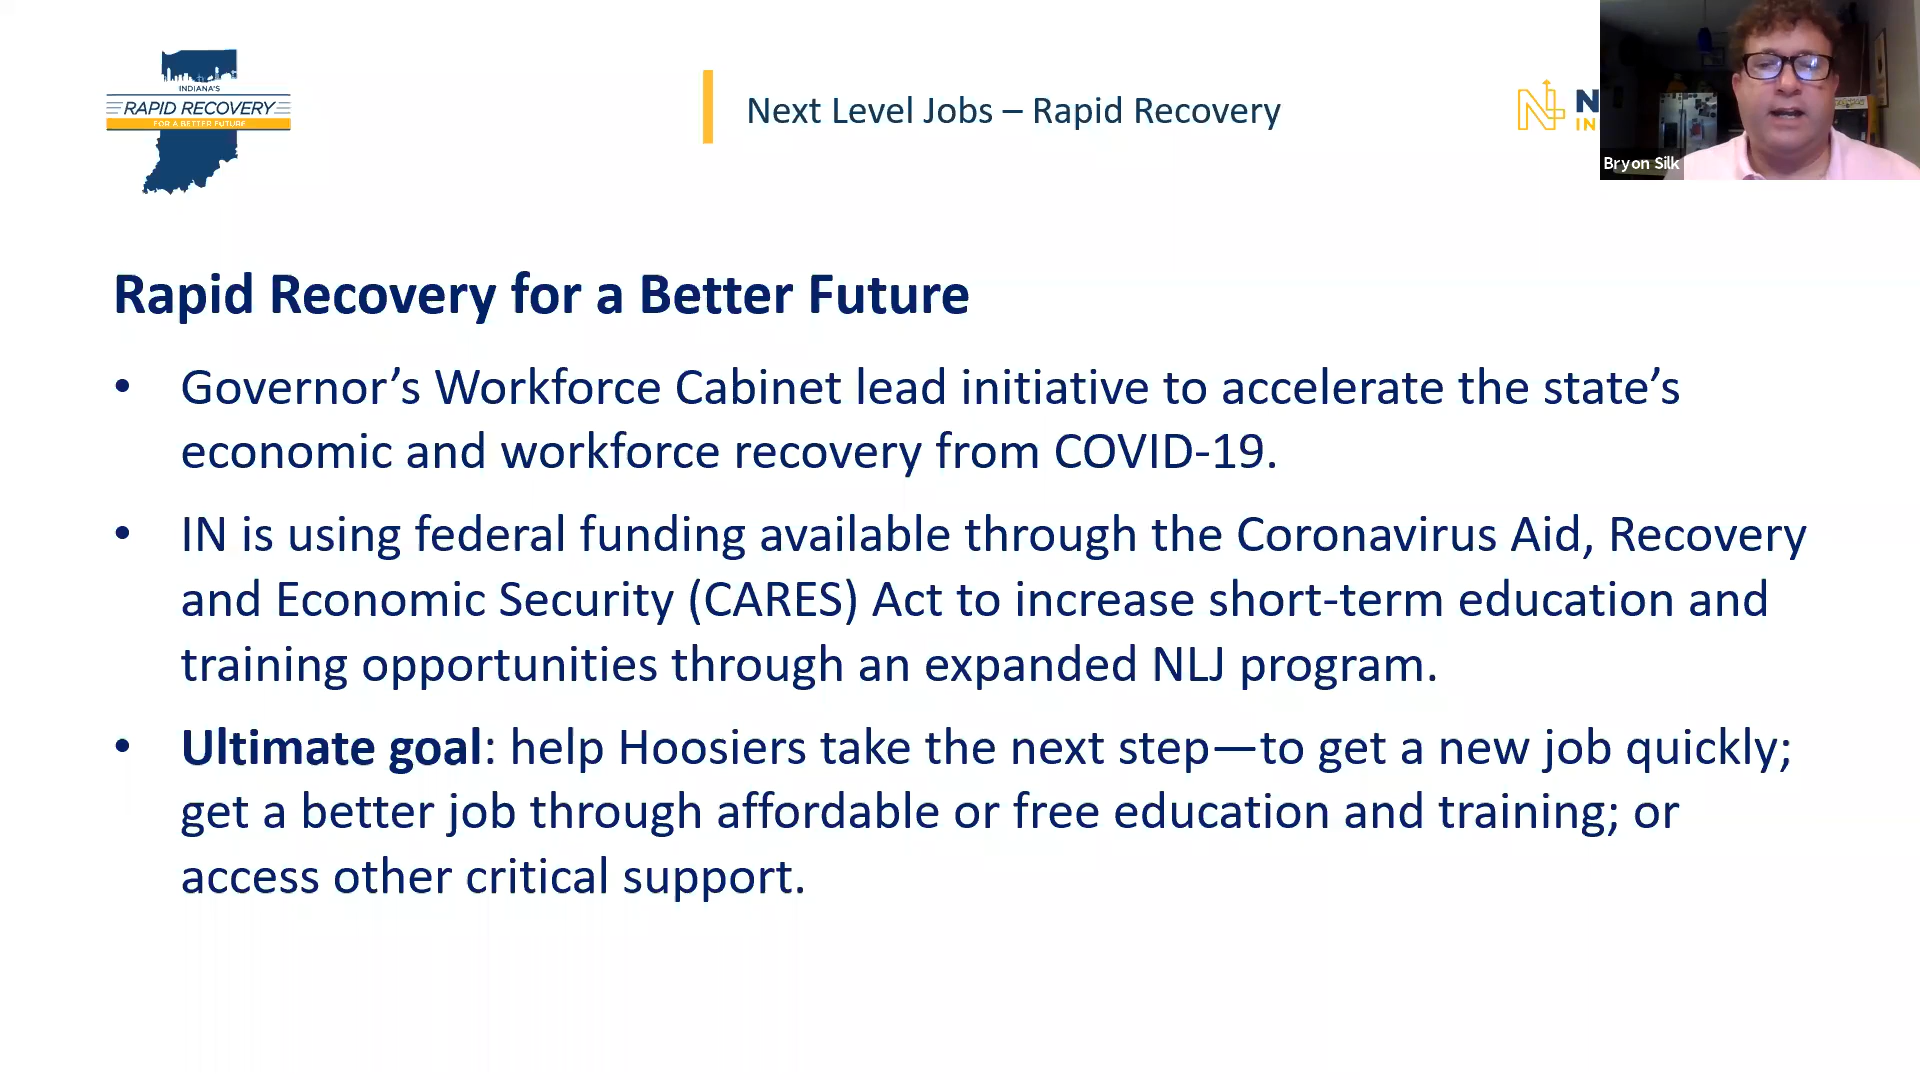 INDIANA'S
RAPID RECOVERY
FOR A BETTER FUTURE
Next Level Jobs – Rapid Recovery
N
IN
Bryon Silk
Rapid Recovery for a Better Future
• Governor’s Workforce Cabinet lead initiative to accelerate the state’s
economic and workforce recovery from COVID-19.
• IN is using federal funding available through the Coronavirus Aid, Recovery
and Economic Security (CARES) Act to increase short-term education and
training opportunities through an expanded NLJ program.
• Ultimate goal: help Hoosiers take the next step—to get a new job quickly;
get a better job through affordable or free education and training; or
access other critical support.